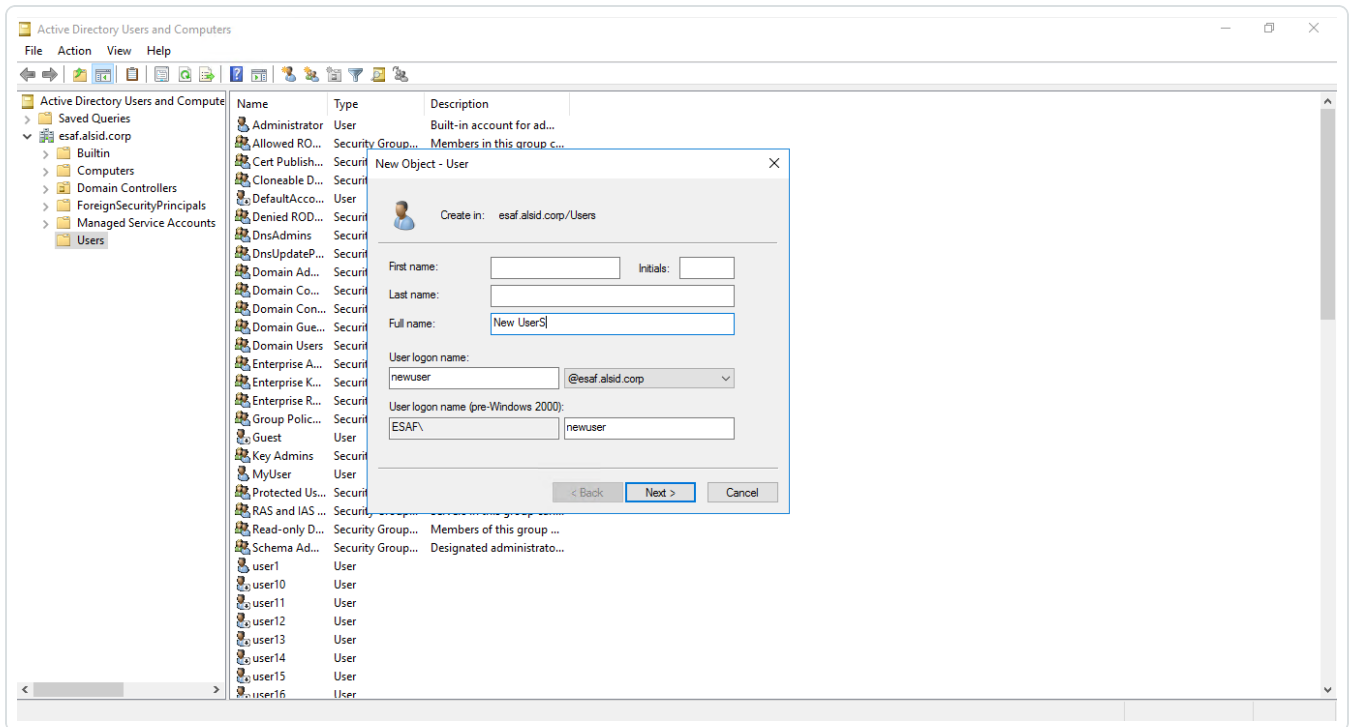 Active Directory Users and Computers
File Action View Help
Active Directory Users and Compute
Saved Queries
esaf.alsid.corp
Builtin
Computers
Domain Controllers
ForeignSecurityPrincipals
Managed Service Accounts
Users
Name Type Description
Administrator User Built-in account for ad...
Allowed RO... Security Group... Members in this group c...
Cert Publish... Securit
Cloneable D... Securit
DefaultAcco... User
Denied ROD... Securit
DnsAdmins Securit
DnsUpdateP... Securit
Domain Ad... Securit
Domain Co... Securit
Domain Con... Securit
Domain Gue... Securit
Domain Users Securit
Enterprise A... Securit
Enterprise K... Securit
Enterprise R... Securit
Group Polic... Securit
Guest User
Key Admins Securit
MyUser User
Protected Us... Securit
RAS and IAS ... Security
Read-only D... Security Group... Members of this group ...
Schema Ad... Security Group... Designated administrato...
user1 User
user10 User
user11 User
user12 User
user13 User
user14 User
user15 User
user16 User
New Object - User
Create in: esaf.alsid.corp/Users
First name: Initials:
Last name:
Full name: New UserS
User logon name:
newuser @esaf.alsid.corp
User logon name (pre-Windows 2000):
ESAF\ newuser
< Back Next > Cancel